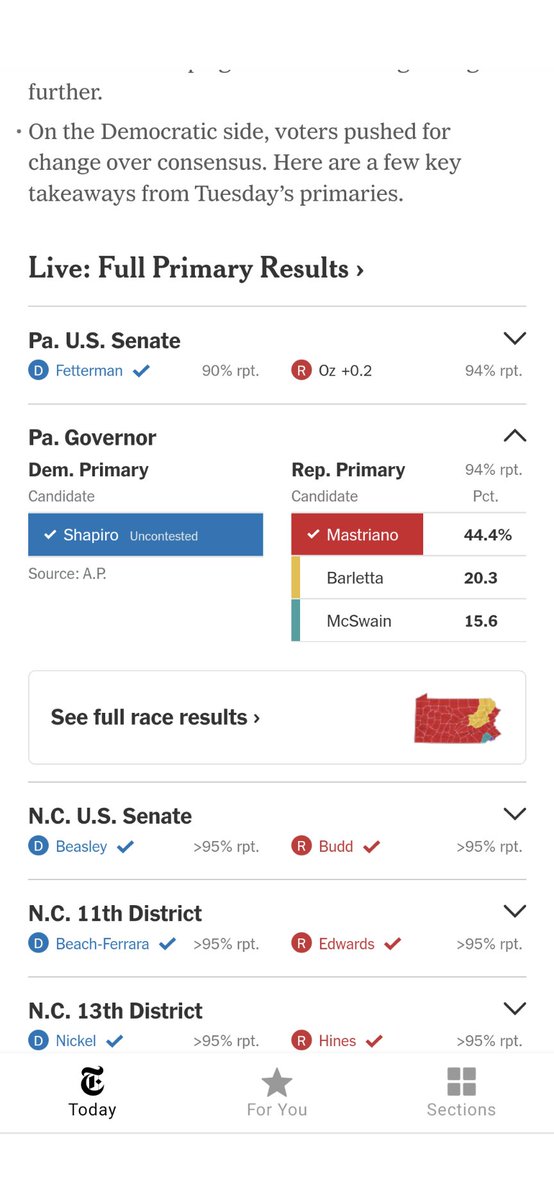 further.
• On the Democratic side, voters pushed for
change over consensus. Here are a few key
takeaways from Tuesday's primaries.
Live: Full Primary Results ›
Pa. U.S. Senate
D Fetterman ✓ 90% rpt. R Oz +0.2 94% rpt.
Pa. Governor
Dem. Primary
Candidate
✓ Shapiro Uncontested
Source: A.P.
Rep. Primary 94% rpt.
Candidate Pct.
✓ Mastriano 44.4%
Barletta 20.3
McSwain 15.6
See full race results ›
N.C. U.S. Senate
D Beasley ✓ >95% rpt. R Budd ✓ >95% rpt.
N.C. 11th District
D Beach-Ferrara ✓ >95% rpt. R Edwards ✓ >95% rpt.
N.C. 13th District
D Nickel ✓ >95% rpt. R Hines ✓ >95% rpt.
Today For You Sections